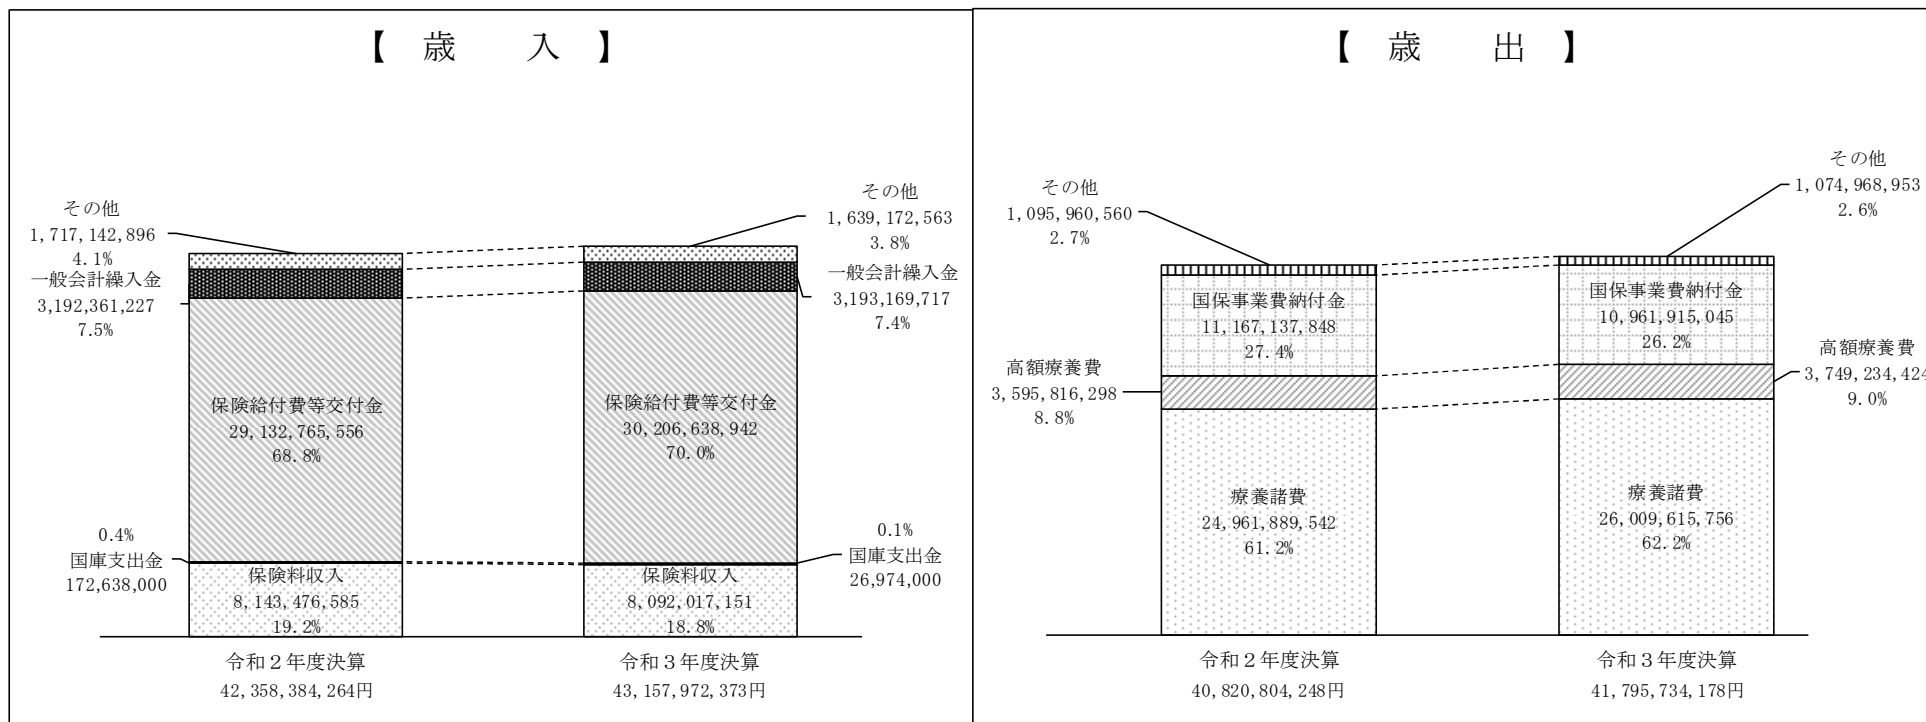 【 歳 入 】
その他
1,717,142,896
4.1%
一般会計繰入金
3,192,361,227
7.5%
保険給付費等交付金
29,132,765,556
68.8%
0.4%
国庫支出金
172,638,000
保険料収入
8,143,476,585
19.2%
令和2年度決算
42,358,384,264円
その他
1,639,172,563
3.8%
一般会計繰入金
3,193,169,717
7.4%
保険給付費等交付金
30,206,638,942
70.0%
0.1%
国庫支出金
26,974,000
保険料収入
8,092,017,151
18.8%
令和3年度決算
43,157,972,373円
【 歳 出 】
その他
1,095,960,560
2.7%
国保事業費納付金
11,167,137,848
27.4%
高額療養費
3,595,816,298
8.8%
療養諸費
24,961,889,542
61.2%
令和2年度決算
40,820,804,248円
その他
1,074,968,953
2.6%
国保事業費納付金
10,961,915,045
26.2%
高額療養費
3,749,234,424
9.0%
療養諸費
26,009,615,756
62.2%
令和3年度決算
41,795,734,178円